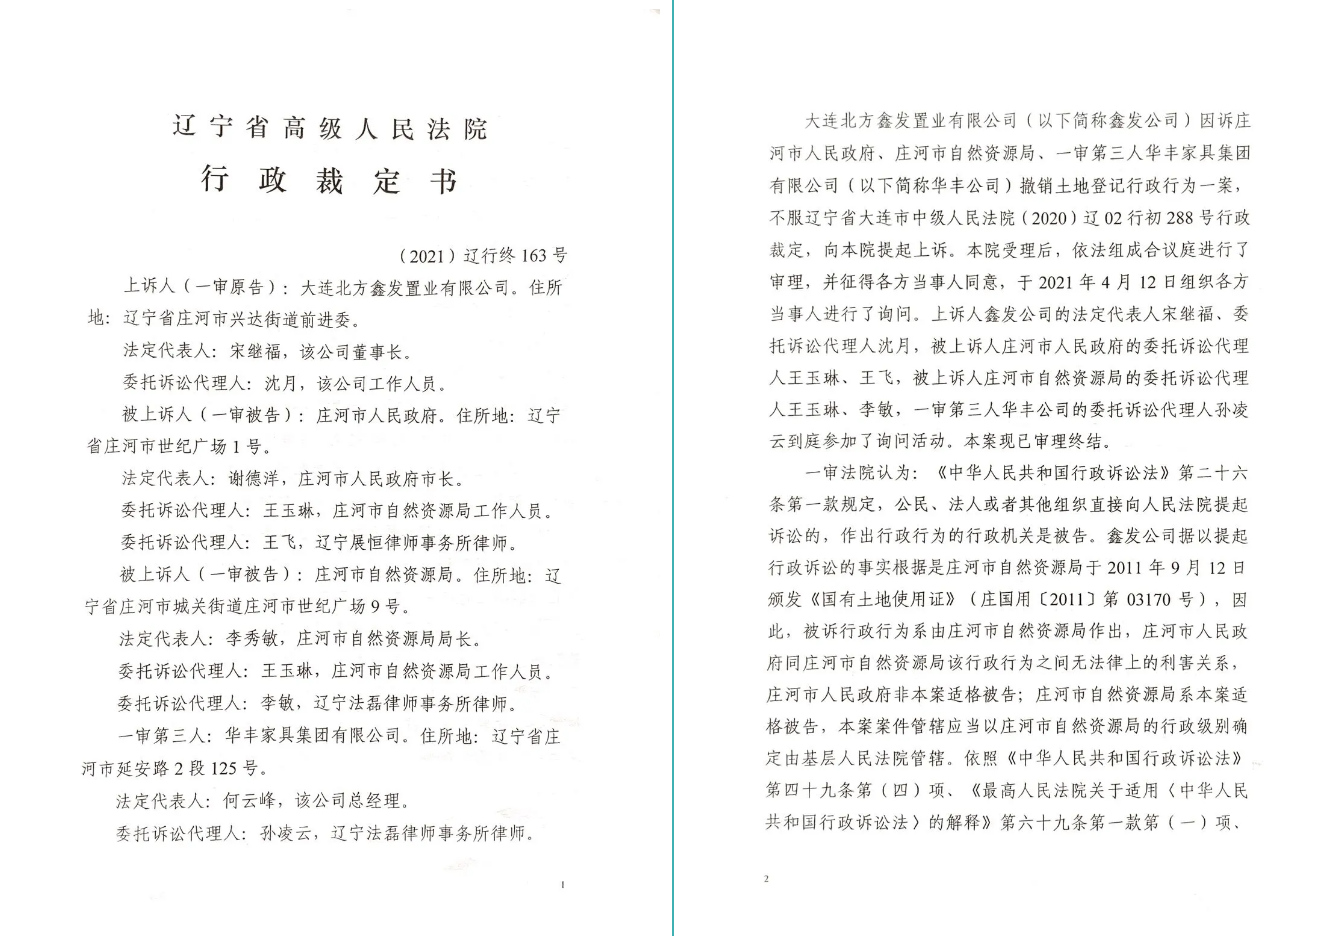 辽宁省高级人民法院
行政裁定书
（2021）辽行终 163 号
上诉人（一审原告）：大连北方鑫发置业有限公司。住所
地：辽宁省庄河市兴达街道前进委。
法定代表人：宋继福，该公司董事长。
委托诉讼代理人：沈月，该公司工作人员。
被上诉人（一审被告）：庄河市人民政府。住所地：辽宁
省庄河市世纪广场 1 号。
法定代表人：谢德洋，庄河市人民政府市长。
委托诉讼代理人：王玉琳，庄河市自然资源局工作人员。
委托诉讼代理人：王飞，辽宁展恒律师事务所律师。
被上诉人（一审被告）：庄河市自然资源局。住所地：辽
宁省庄河市城关街道庄河市世纪广场 9 号。
法定代表人：李秀敏，庄河市自然资源局局长。
委托诉讼代理人：王玉琳，庄河市自然资源局工作人员。
委托诉讼代理人：李敏，辽宁法磊律师事务所律师。
一审第三人：华丰家具集团有限公司。住所地：辽宁省庄
河市延安路 2 段 125 号。
法定代表人：何云峰，该公司总经理。
委托诉讼代理人：孙凌云，辽宁法磊律师事务所律师。
1
大连北方鑫发置业有限公司（以下简称鑫发公司）因诉庄
河市人民政府、庄河市自然资源局、一审第三人华丰家具集团
有限公司（以下简称华丰公司）撤销土地登记行政行为一案，
不服辽宁省大连市中级人民法院（2020）辽 02 行初 288 号行政
裁定，向本院提起上诉。本院受理后，依法组成合议庭进行了
审理，并征得各方当事人同意，于 2021 年 4 月 12 日组织各方
当事人进行了询问。上诉人鑫发公司的法定代表人宋继福、委
托诉讼代理人沈月，被上诉人庄河市人民政府的委托诉讼代理
人王玉琳、王飞，被上诉人庄河市自然资源局的委托诉讼代理
人王玉琳、李敏，一审第三人华丰公司的委托诉讼代理人孙凌
云到庭参加了询问活动。本案现已审理终结。
一审法院认为：《中华人民共和国行政诉讼法》第二十六
条第一款规定，公民、法人或者其他组织直接向人民法院提起
诉讼的，作出行政行为的行政机关是被告。鑫发公司据以提起
行政诉讼的事实根据是庄河市自然资源局于 2011 年 9 月 12 日
颁发《国有土地使用证》（庄国用〔2011〕第 03170 号），因
此，被诉行政行为系由庄河市自然资源局作出，庄河市人民政
府同庄河市自然资源局该行政行为之间无法律上的利害关系，
庄河市人民政府非本案适格被告；庄河市自然资源局系本案适
格被告，本案案件管辖应当以庄河市自然资源局的行政级别确
定由基层人民法院管辖。依照《中华人民共和国行政诉讼法》
第四十九条第（四）项、《最高人民法院关于适用〈中华人民
共和国行政诉讼法〉的解释》第六十九条第一款第（一）项、
2